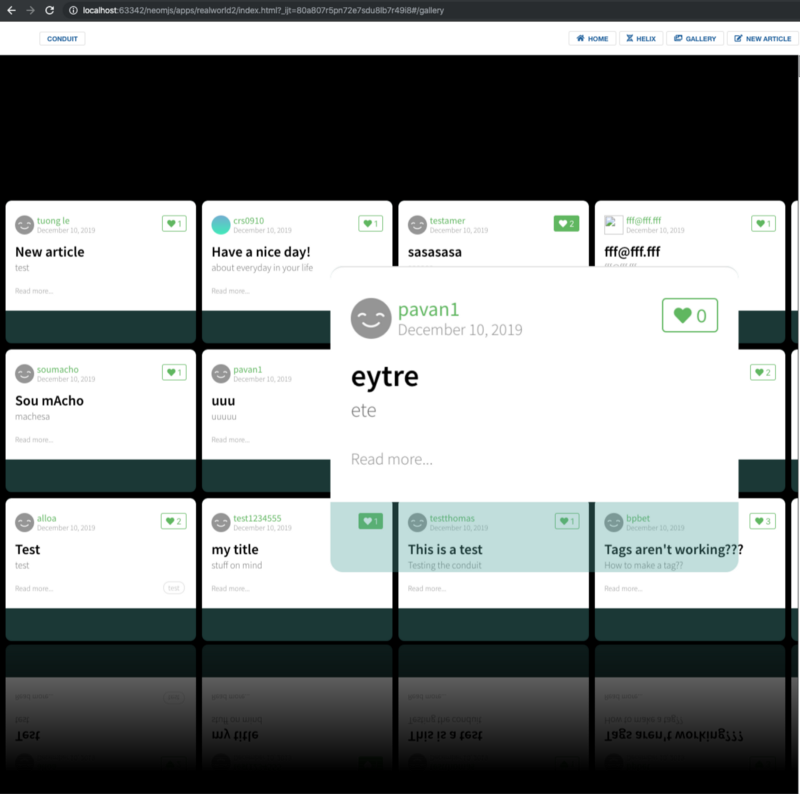 localhost:63342/neomjs/apps/realworld2/index.html?_ijt=80a807r5pn72e7sdu8lb7r49i8#/gallery
CONDUIT
HOME
HELIX
GALLERY
NEW ARTICLE
tuong le
December 10, 2019
1
New article
test
Read more...
crs0910
December 10, 2019
1
Have a nice day!
about everyday in your life
Read more...
testamer
December 10, 2019
2
sasasasa
fff@fff.fff
December 10, 2019
1
fff@fff.fff
pavan1
December 10, 2019
0
eytre
ete
Read more...
soumacho
December 10, 2019
1
Sou mAcho
machesa
Read more...
pavan1
December 10, 2019
uuu
uuuuu
Read more...
2
alloa
December 10, 2019
2
Test
test
Read more...
test
test1234555
December 10, 2019
1
my title
stuff on mind
Read more...
testthomas
December 10, 2019
1
This is a test
Testing the conduit
Read more...
bpbet
December 10, 2019
3
Tags aren't working???
How to make a tag??
Read more...